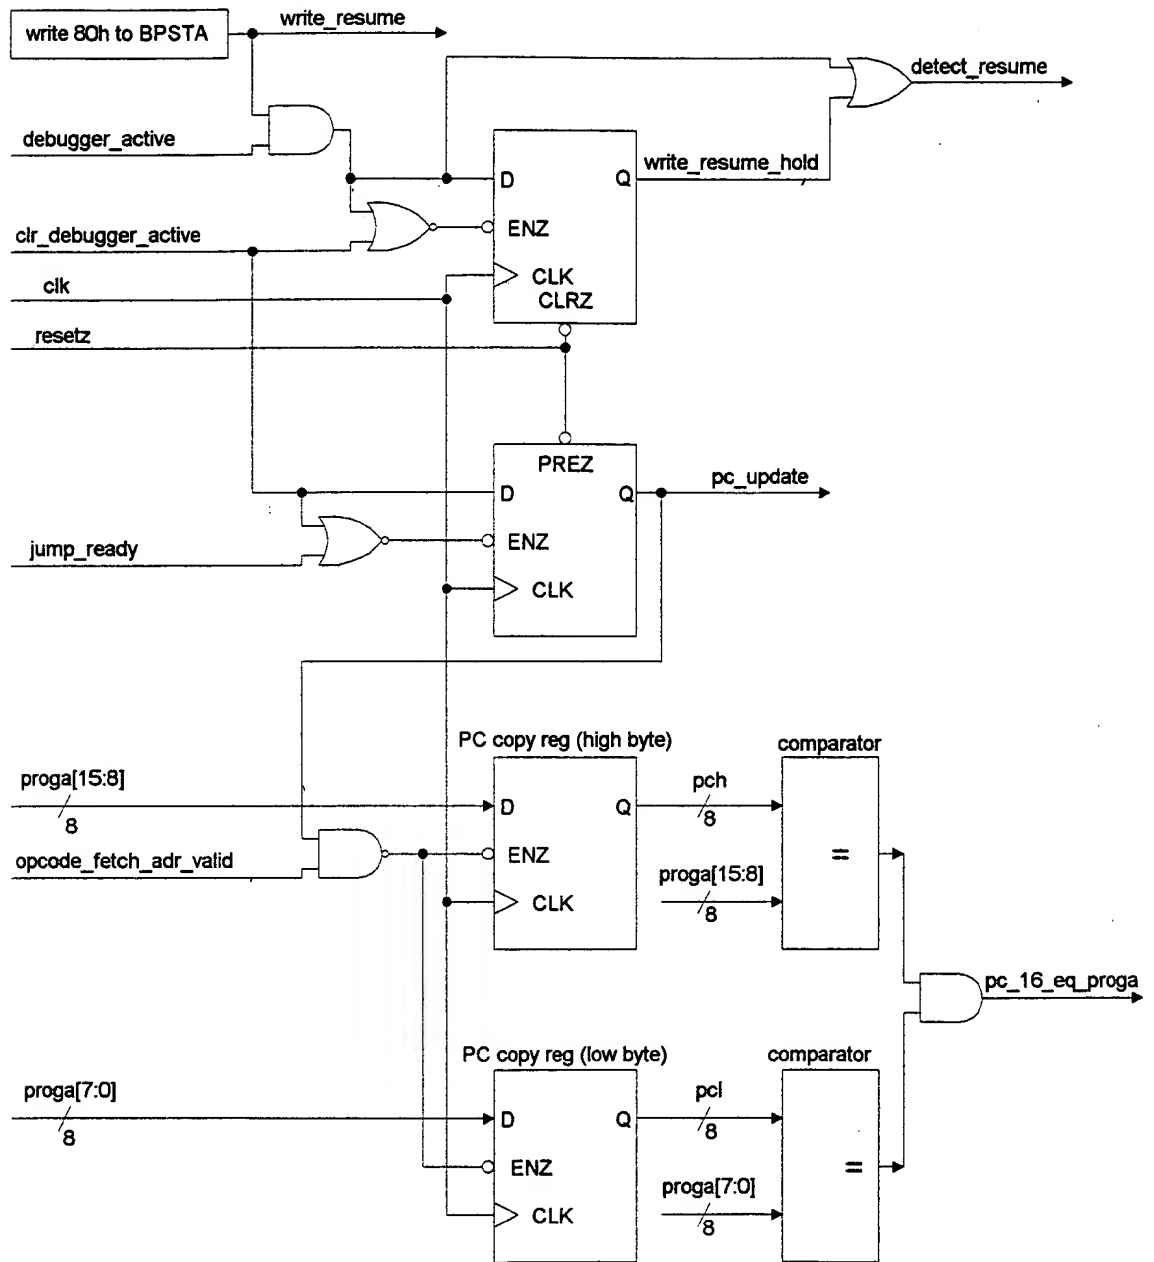 write_resume
write 80h to BPSTA
detect_resume
debugger_active
write_resume_hold
D
Q
ENZ
clr_debugger_active
CLK
clk
CLRZ
resetz
PREZ
pc_update
D
Q
ENZ
jump_ready
CLK
PC copy reg (high byte)
comparator
proga[15:8]
8
D
Q
pch
8
opcode_fetch_adr_valid
ENZ
=
proga[15:8]
8
CLK
pc_16_eq_proga
PC copy reg (low byte)
comparator
proga[7:0]
8
D
Q
pcl
8
ENZ
=
proga[7:0]
8
CLK